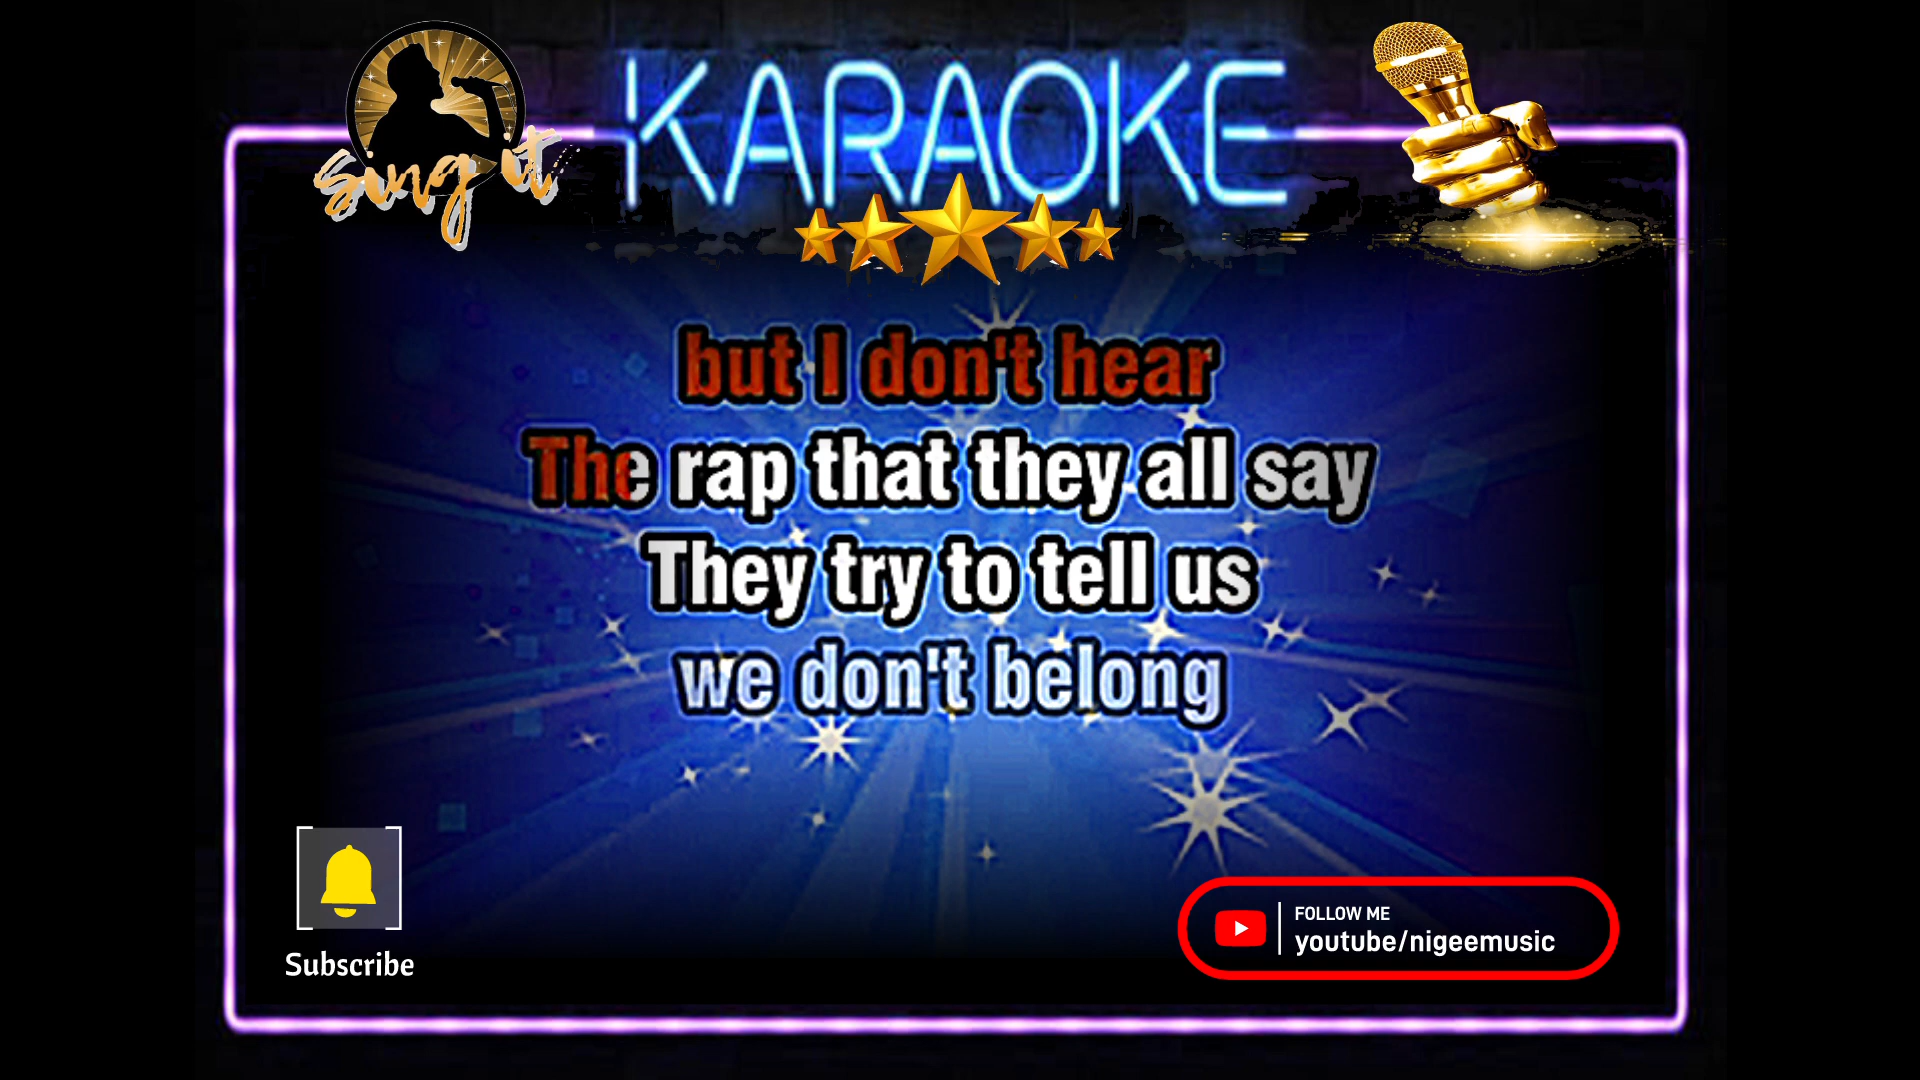 sing it
KARAOKE
but I don't hear
The rap that they all say
They try to tell us
we don't belong
Subscribe
FOLLOW ME
youtube/nigeemusic